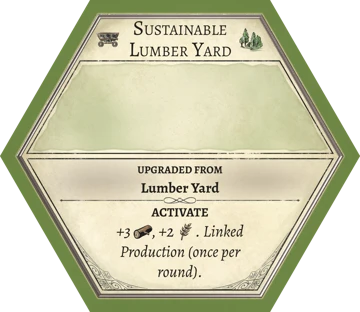 Sustainable
Lumber Yard
UPGRADED FROM
Lumber Yard
ACTIVATE
+3 , +2 . Linked
Production (once per
round).